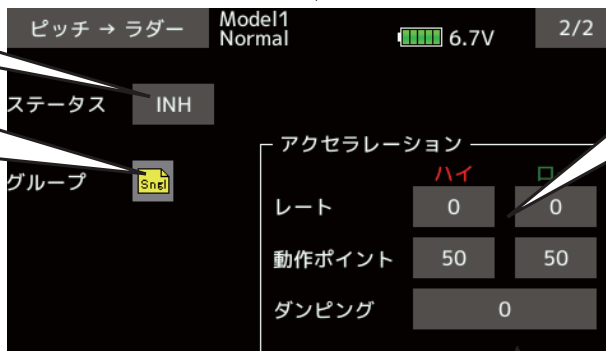 ピッチ → ラダー Model1 Normal 6.7V 2/2
ステータス INH
アクセラレーション
グループ Sngl
ハイ
レート 0 0
動作ポイント 50 50
ダンピング 0